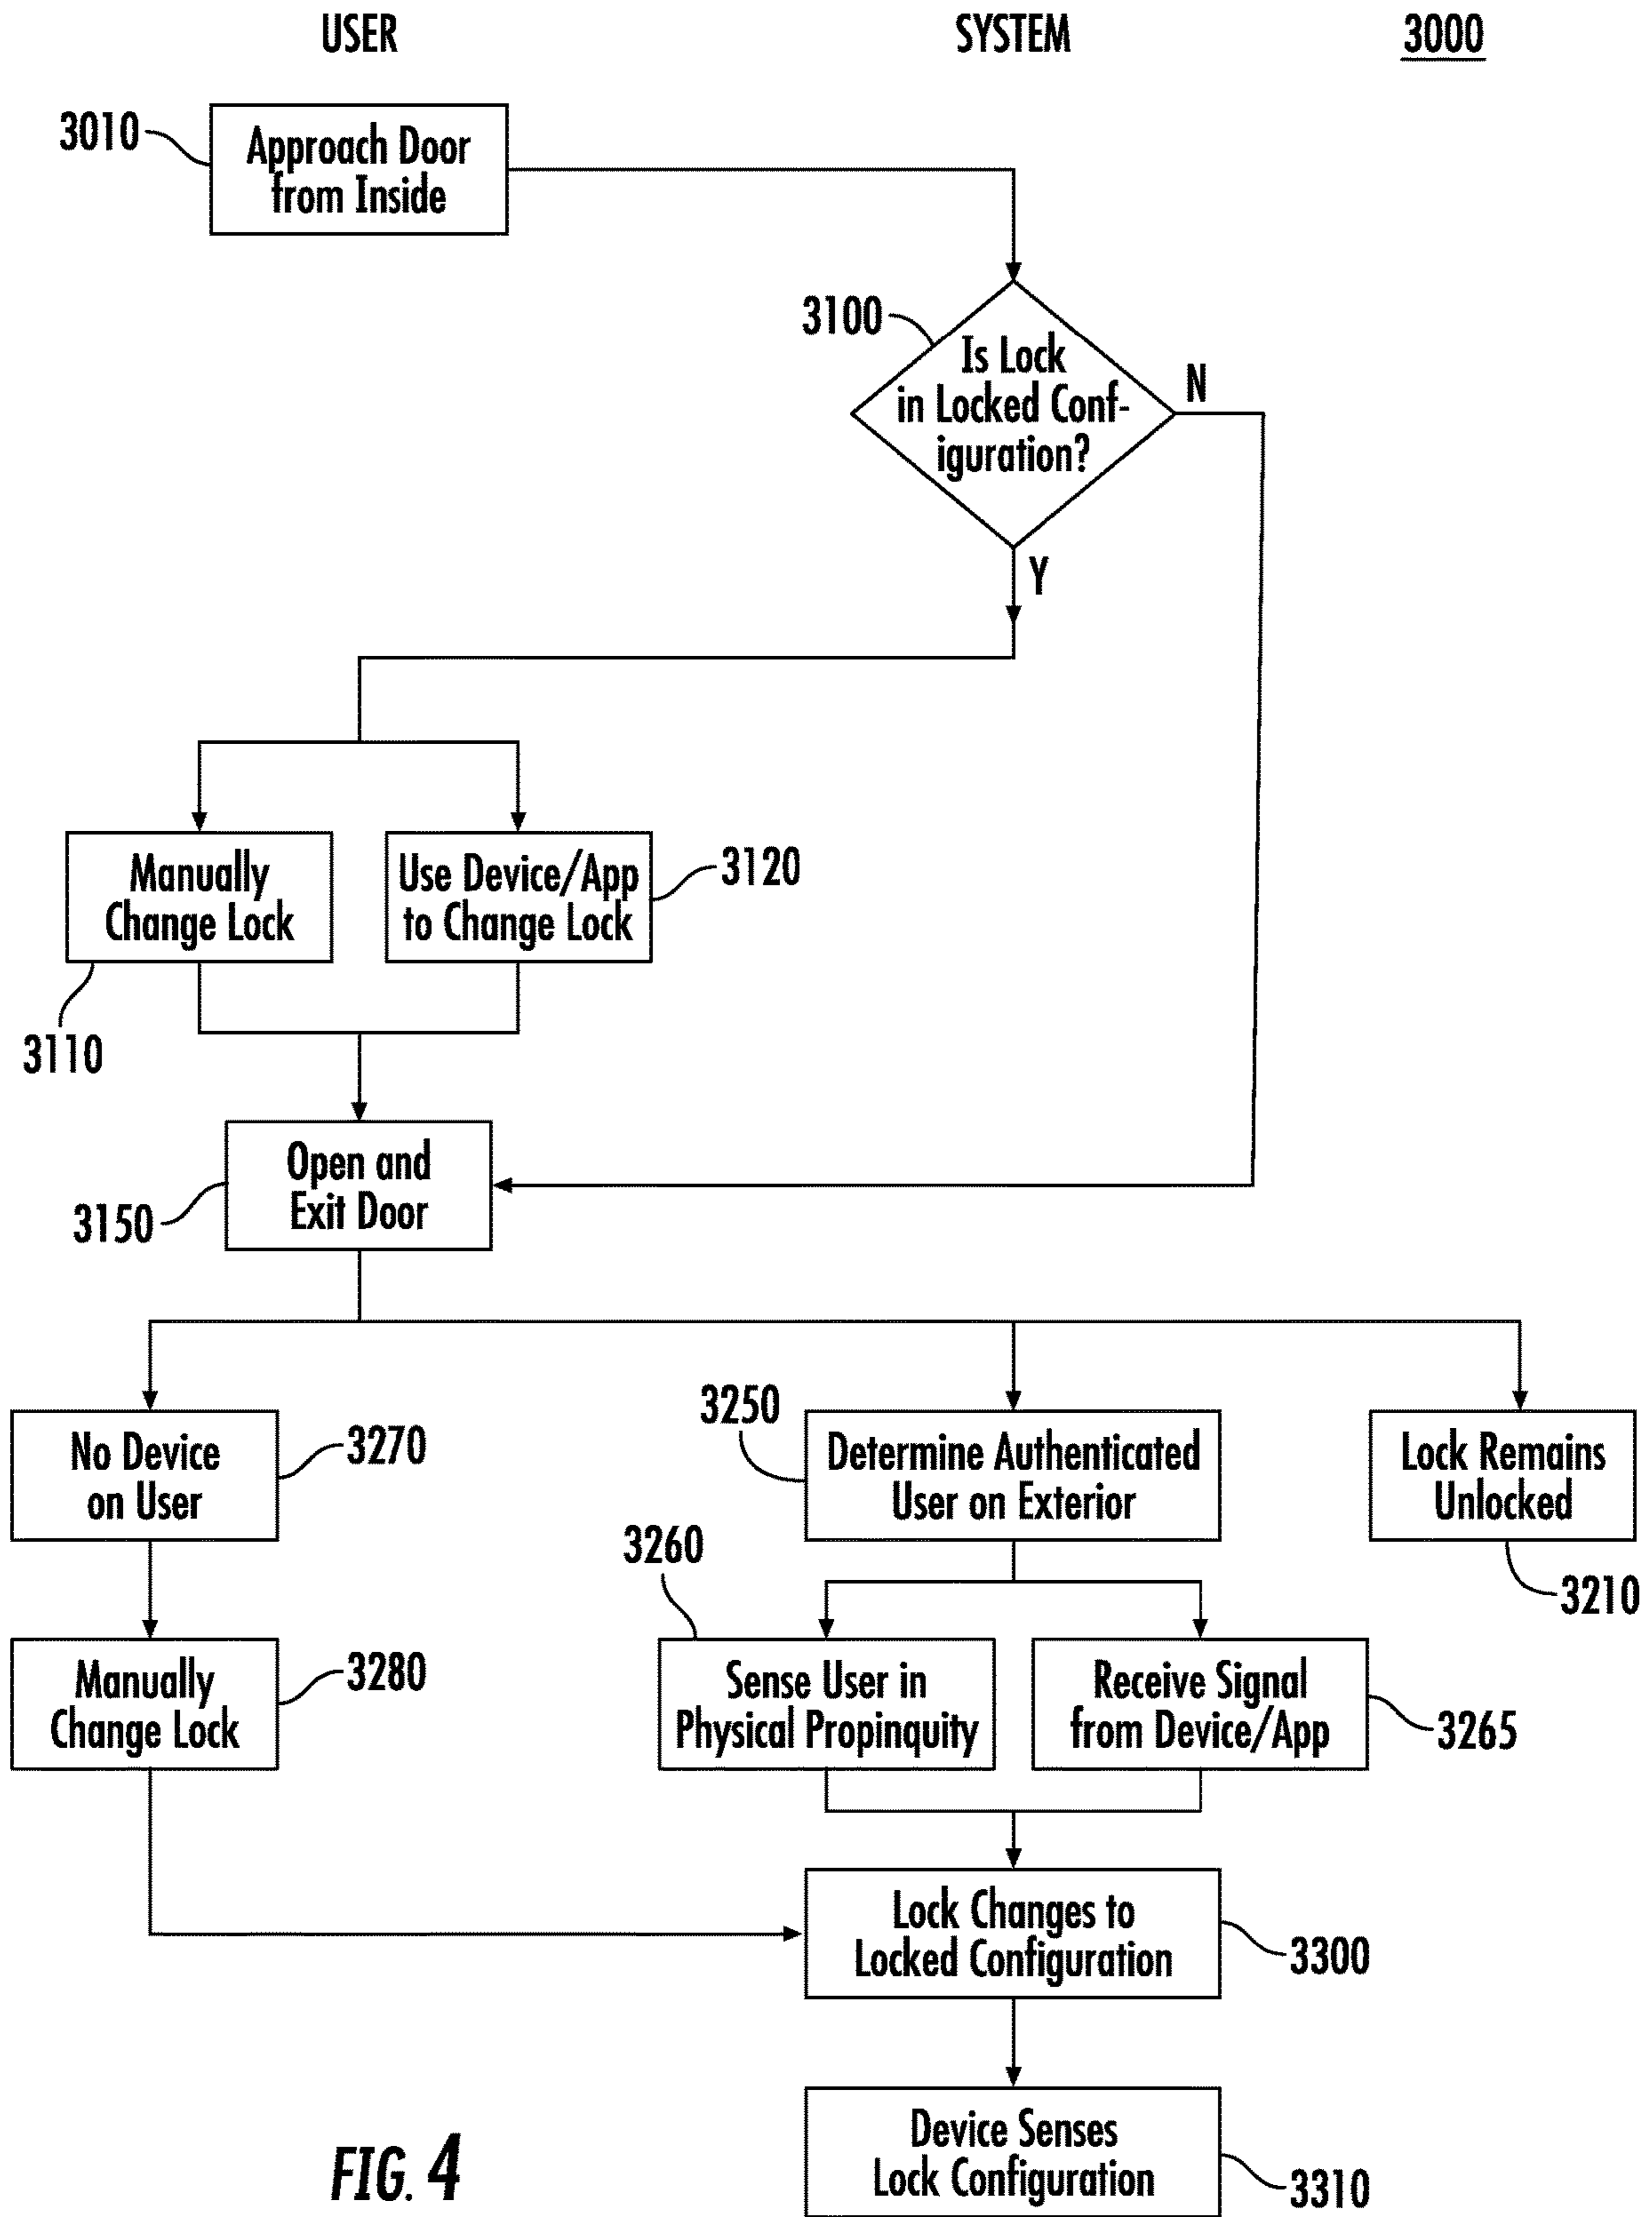 USER
SYSTEM
3000
3010
Approach Door
from Inside
3100
Is Lock
in Locked Conf-
iguration?
N
Y
Manually
Change Lock
Use Device/App
to Change Lock
3120
3110
Open and
Exit Door
3150
No Device
on User
3270
3250
Determine Authenticated
User on Exterior
Lock Remains
Unlocked
3210
Manually
Change Lock
3280
3260
Sense User in
Physical Propinquity
Receive Signal
from Device/App
3265
Lock Changes to
Locked Configuration
3300
Device Senses
Lock Configuration
3310
FIG. 4